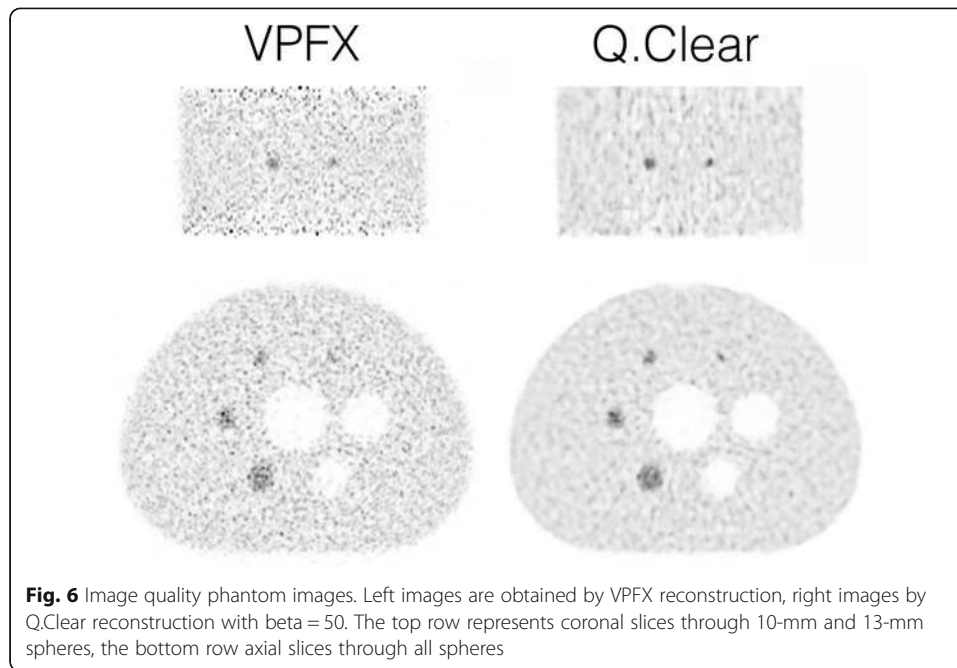 VPFX Q.Clear
Fig. 6 Image quality phantom images. Left images are obtained by VPFX reconstruction, right images by
Q.Clear reconstruction with beta = 50. The top row represents coronal slices through 10-mm and 13-mm
spheres, the bottom row axial slices through all spheres